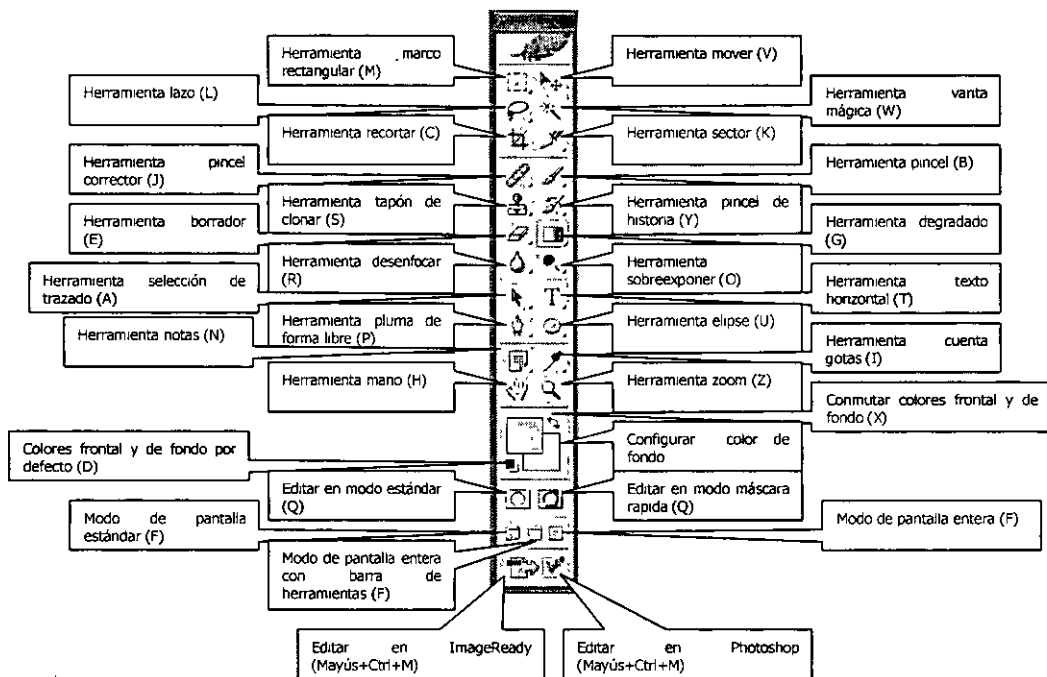 Herramienta marco
rectangular (M)
Herramienta mover (V)
Herramienta lazo (L)
Herramienta vanta
mágica (W)
Herramienta recortar (C)
Herramienta sector (K)
Herramienta pincel
corrector (J)
Herramienta pincel (B)
Herramienta tapón de
clonar (S)
Herramienta pincel de
historia (Y)
Herramienta borrador
(E)
Herramienta degradado
(G)
Herramienta desenfocar
(R)
Herramienta
sobreexponer (O)
Herramienta selección de
trazado (A)
Herramienta texto
horizontal (T)
Herramienta pluma de
forma libre (P)
Herramienta elipse (U)
Herramienta notas (N)
Herramienta cuenta
gotas (I)
Herramienta mano (H)
Herramienta zoom (Z)
Conmutar colores frontal y de
fondo (X)
Colores frontal y de fondo por
defecto (D)
Configurar color de
fondo
Editar en modo estándar
(Q)
Editar en modo máscara
rapida (Q)
Modo de pantalla
estándar (F)
Modo de pantalla entera (F)
Modo de pantalla entera
con barra de
herramientas (F)
Editar en ImageReady
(Mayús+Ctrl+M)
Editar en Photoshop
(Mayús+Ctrl+M)